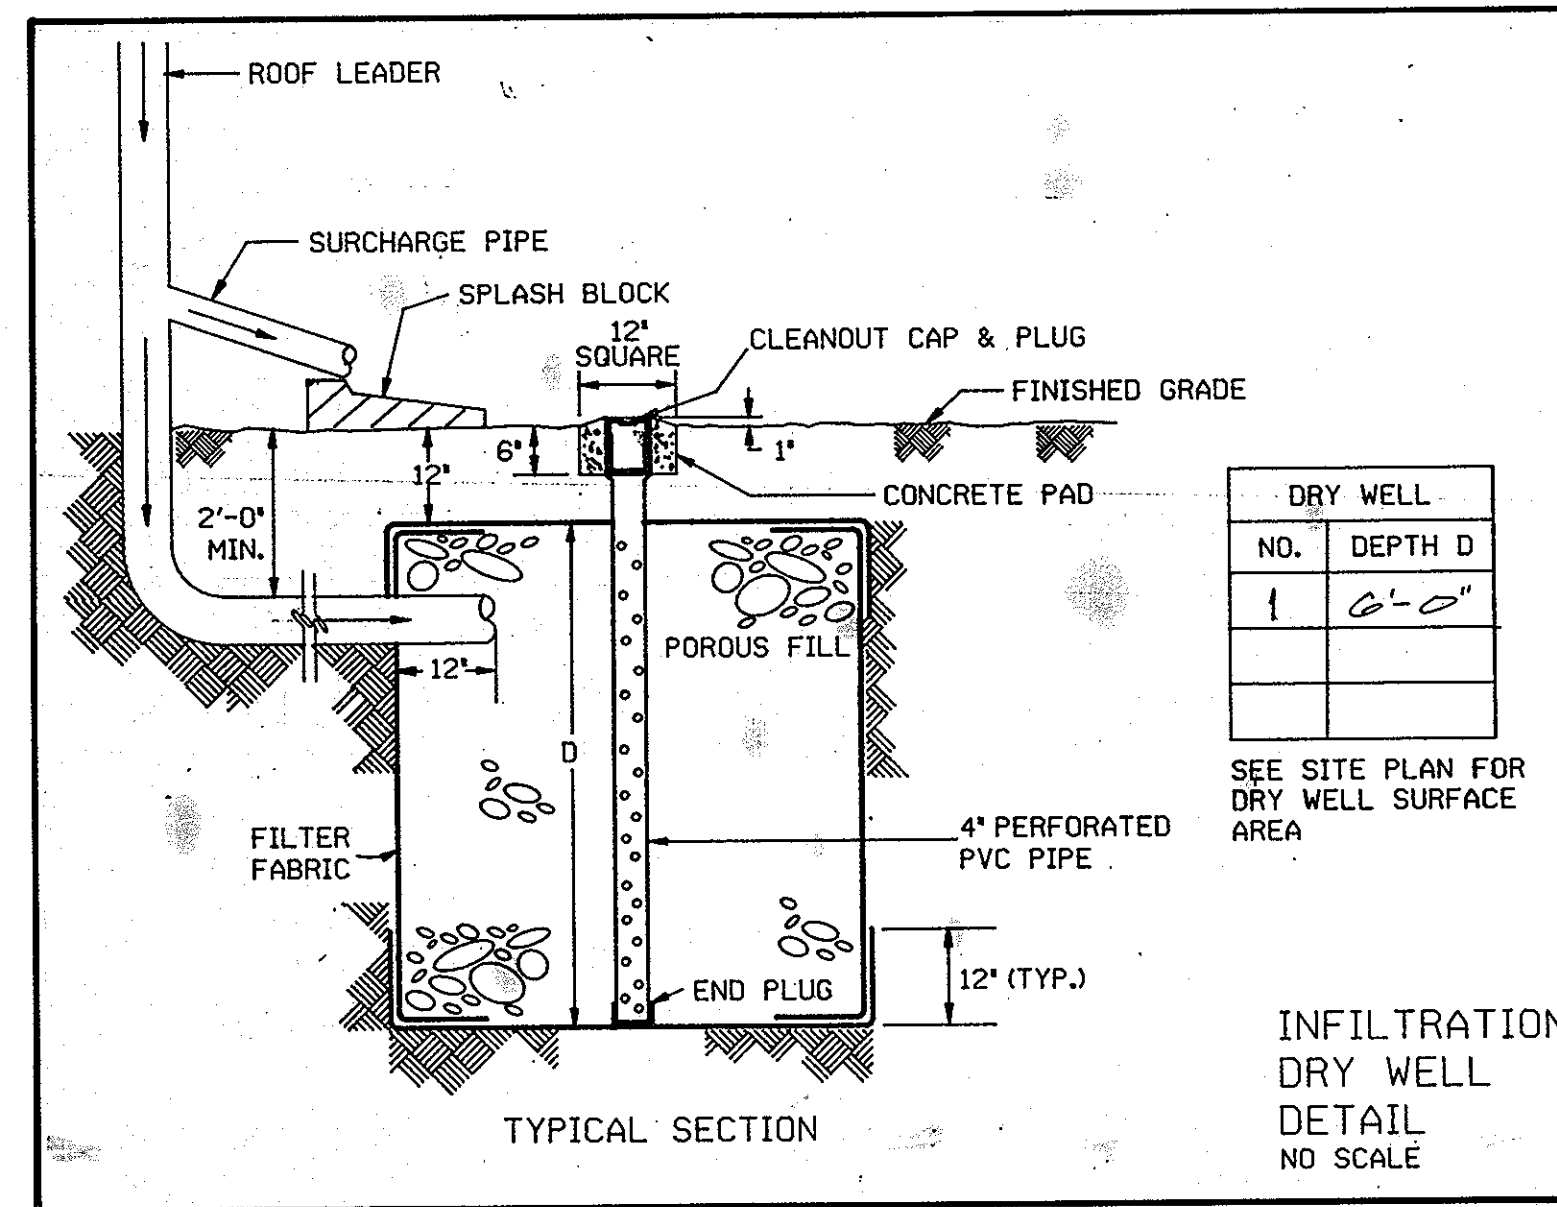 ROOF LEADER
SURCHARGE PIPE
SPLASH BLOCK
12"
SQUARE
CLEANOUT CAP & PLUG
FINISHED GRADE
6"
1"
12"
CONCRETE PAD
2'-0"
MIN.
12"
POROUS FILL
D
FILTER
FABRIC
4" PERFORATED
PVC PIPE
END PLUG
12" (TYP.)
TYPICAL SECTION
DRY WELL
NO. DEPTH D
1 6'-0"
SEE SITE PLAN FOR
DRY WELL SURFACE
AREA
INFILTRATION
DRY WELL
DETAIL
NO SCALE